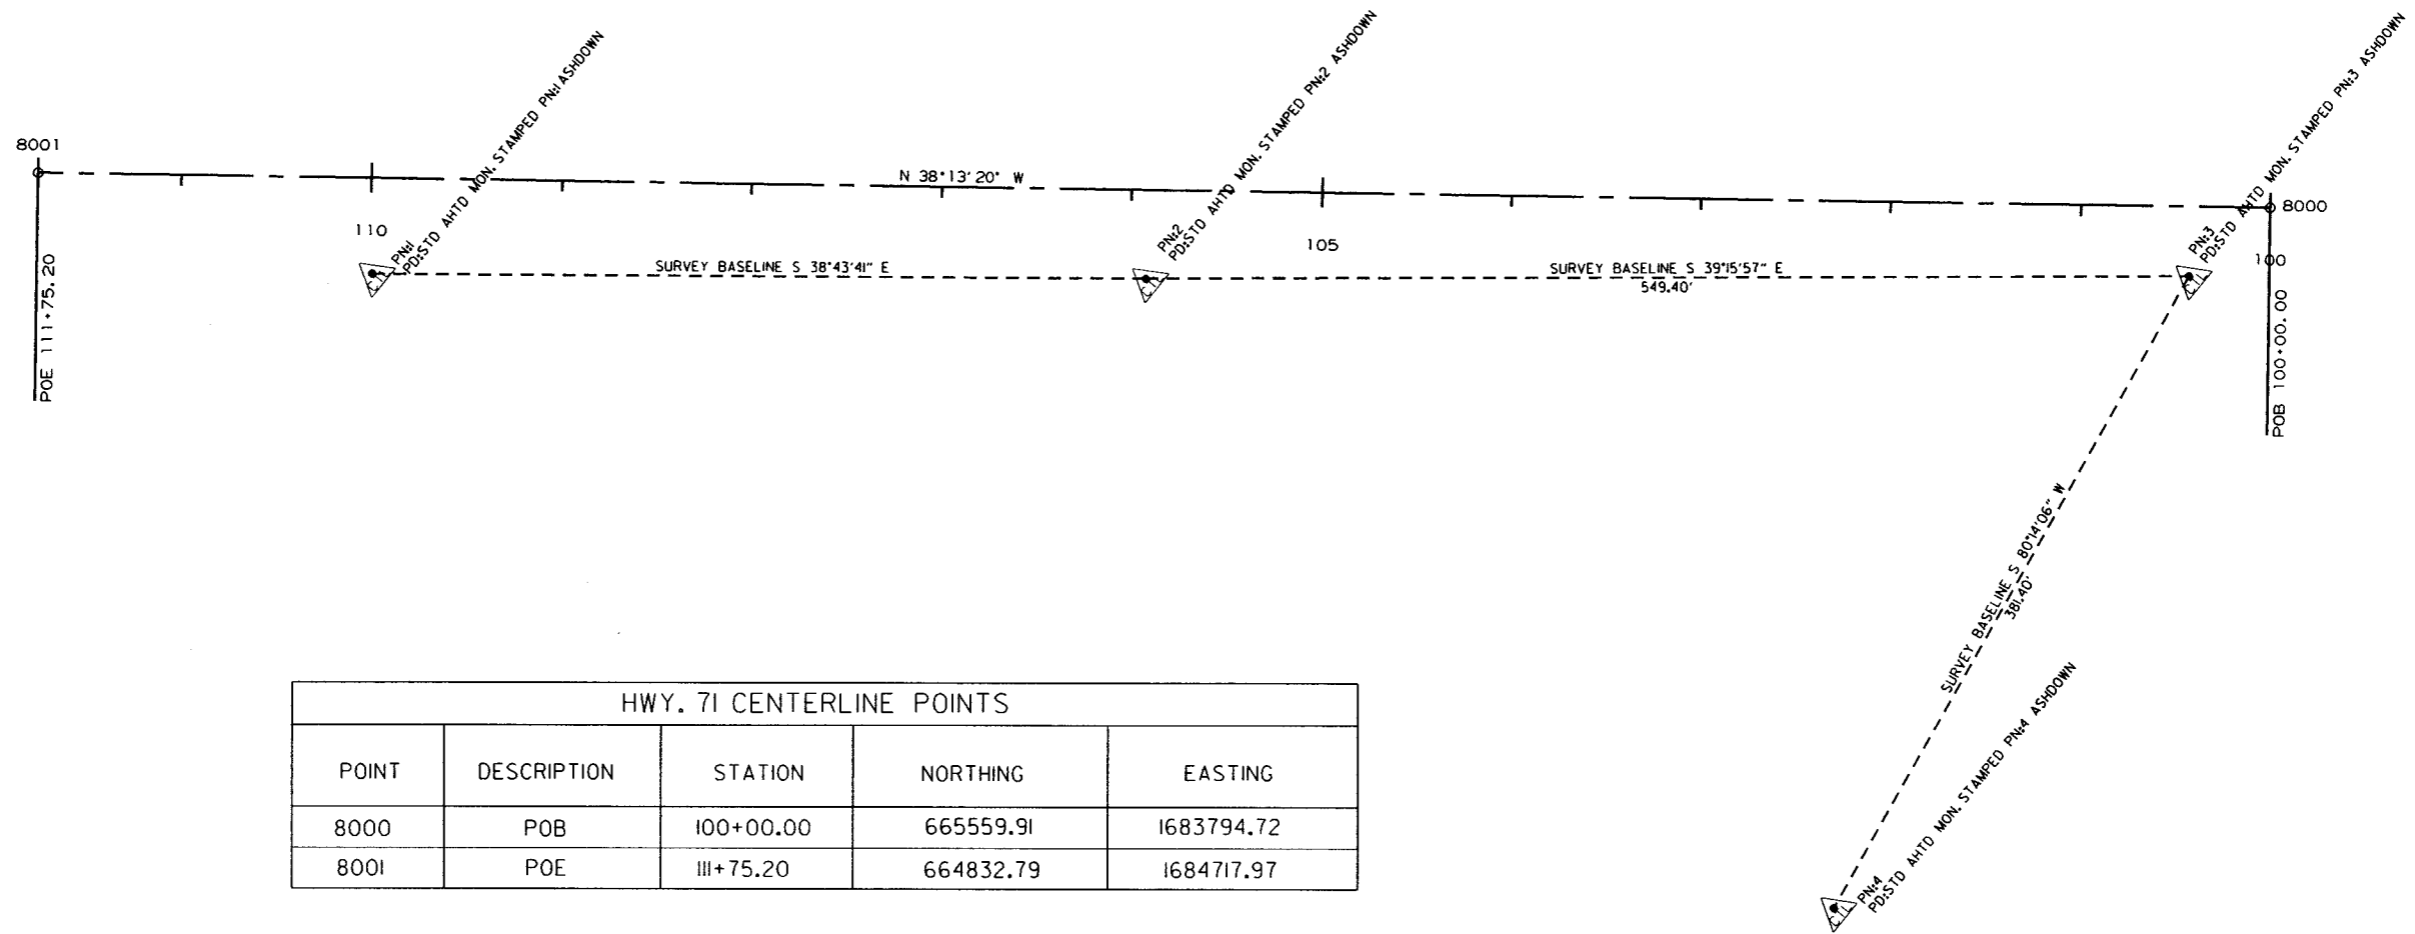 8001
POE 111+75.20
110
PN:1
PD:STD AHTD MON. STAMPED PN:1 ASHDOWN
N 38°13'20" W
SURVEY BASELINE S 38°43'41" E
PN:2
PD:STD AHTD MON. STAMPED PN:2 ASHDOWN
105
SURVEY BASELINE S 39°15'57" E
549.40'
PN:3
PD:STD AHTD MON. STAMPED PN:3 ASHDOWN
8000
100
POB 100+00.00
CTL
CTL
CTL
SURVEY BASELINE S 80°14'06" W
381.40'
PN:4
PD:STD AHTD MON. STAMPED PN:4 ASHDOWN
CTL
HWY. 71 CENTERLINE POINTS
POINT DESCRIPTION STATION NORTHING EASTING
8000 POB 100+00.00 665559.91 1683794.72
8001 POE 111+75.20 664832.79 1684717.97